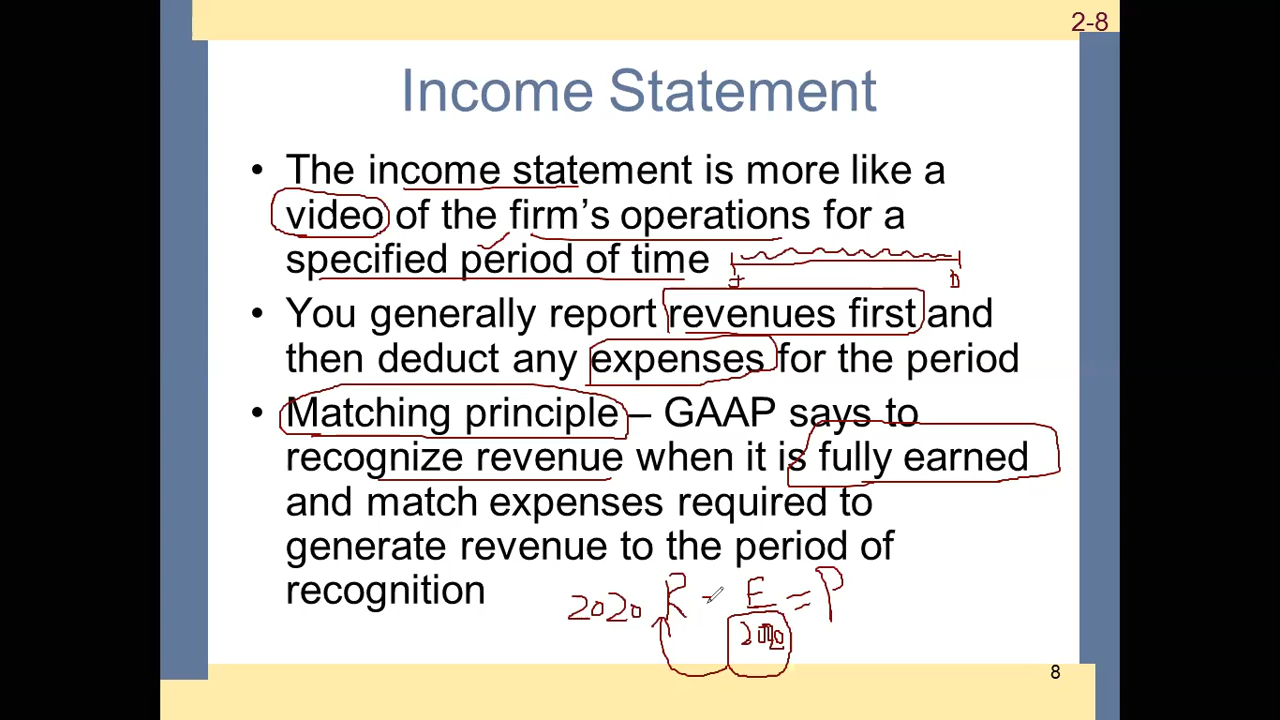 2-8
Income Statement
• The income statement is more like a
video of the firm’s operations for a
specified period of time
J D
• You generally report revenues first and
then deduct any expenses for the period
• Matching principle – GAAP says to
recognize revenue when it is fully earned
and match expenses required to
generate revenue to the period of
recognition
2020 R - E = P
8